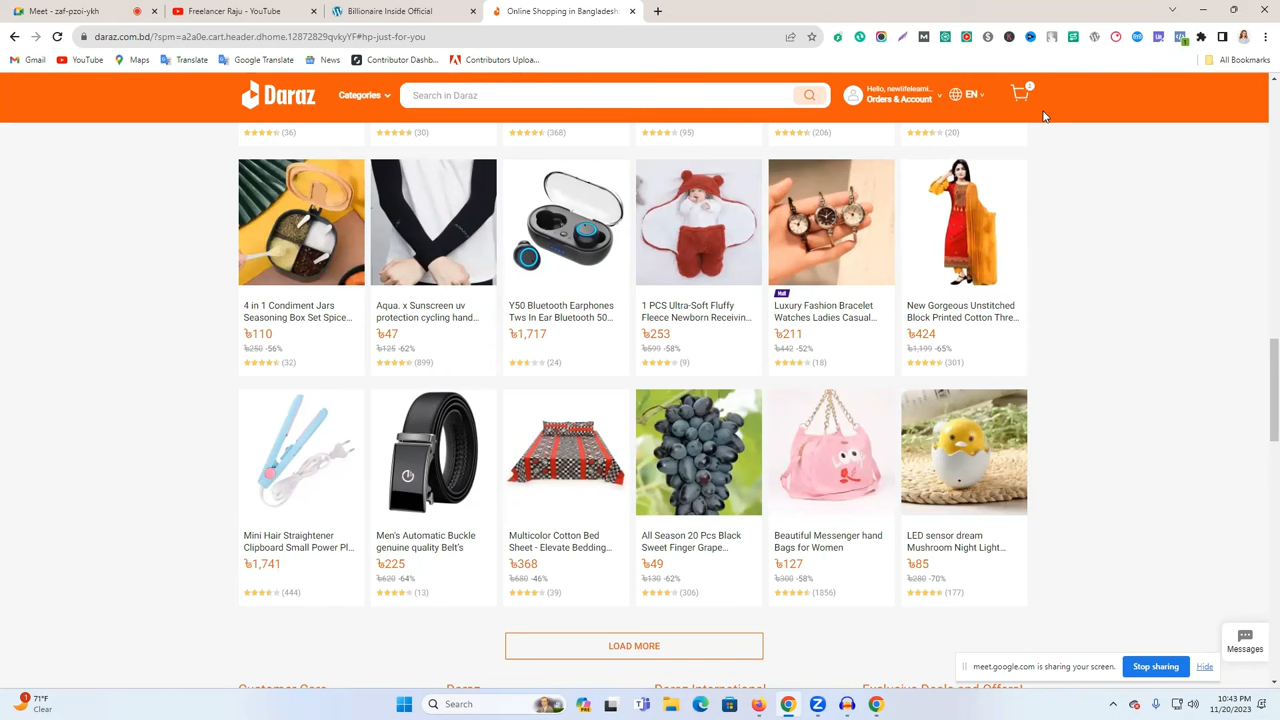 Meet - zaf-pzoi-ykh
Freelancer Raju - YouTube
Billionaire Inside Official
Online Shopping in Bangladesh:
daraz.com.bd/?spm=a2a0e.cart.header.dhome.12872829qvkyYF#hp-just-for-you
Gmail
YouTube
Maps
Translate
Google Translate
News
Contributor Dashb...
Contributors Uploa...
All Bookmarks
Daraz
Categories
Search in Daraz
Hello, newlifelearni...
Orders & Account
EN
(36)
(30)
(368)
(95)
(206)
(20)
4 in 1 Condiment Jars
Seasoning Box Set Spice...
৳110
৳250 -56%
(32)
Aqua. x Sunscreen uv
protection cycling hand...
৳47
৳125 -62%
(899)
Y50 Bluetooth Earphones
Tws In Ear Bluetooth 50...
৳1,717
(24)
1 PCS Ultra-Soft Fluffy
Fleece Newborn Receivin...
৳253
৳599 -58%
(9)
Mall
Luxury Fashion Bracelet
Watches Ladies Casual...
৳211
৳442 -52%
(18)
New Gorgeous Unstitched
Block Printed Cotton Thre...
৳424
৳1,199 -65%
(301)
Mini Hair Straightener
Clipboard Small Power Pl...
৳1,741
(444)
Men's Automatic Buckle
genuine quality Belt's
৳225
৳620 -64%
(13)
Multicolor Cotton Bed
Sheet - Elevate Bedding...
৳368
৳680 -46%
(39)
All Season 20 Pcs Black
Sweet Finger Grape...
৳49
৳130 -62%
(306)
Beautiful Messenger hand
Bags for Women
৳127
৳300 -58%
(1856)
LED sensor dream
Mushroom Night Light...
৳85
৳280 -70%
(177)
LOAD MORE
Messages
meet.google.com is sharing your screen.
Stop sharing
Hide
Customer Care
Daraz
Daraz International
Exclusive Deals and Offers!
71°F
Clear
Search
10:43 PM
11/20/2023